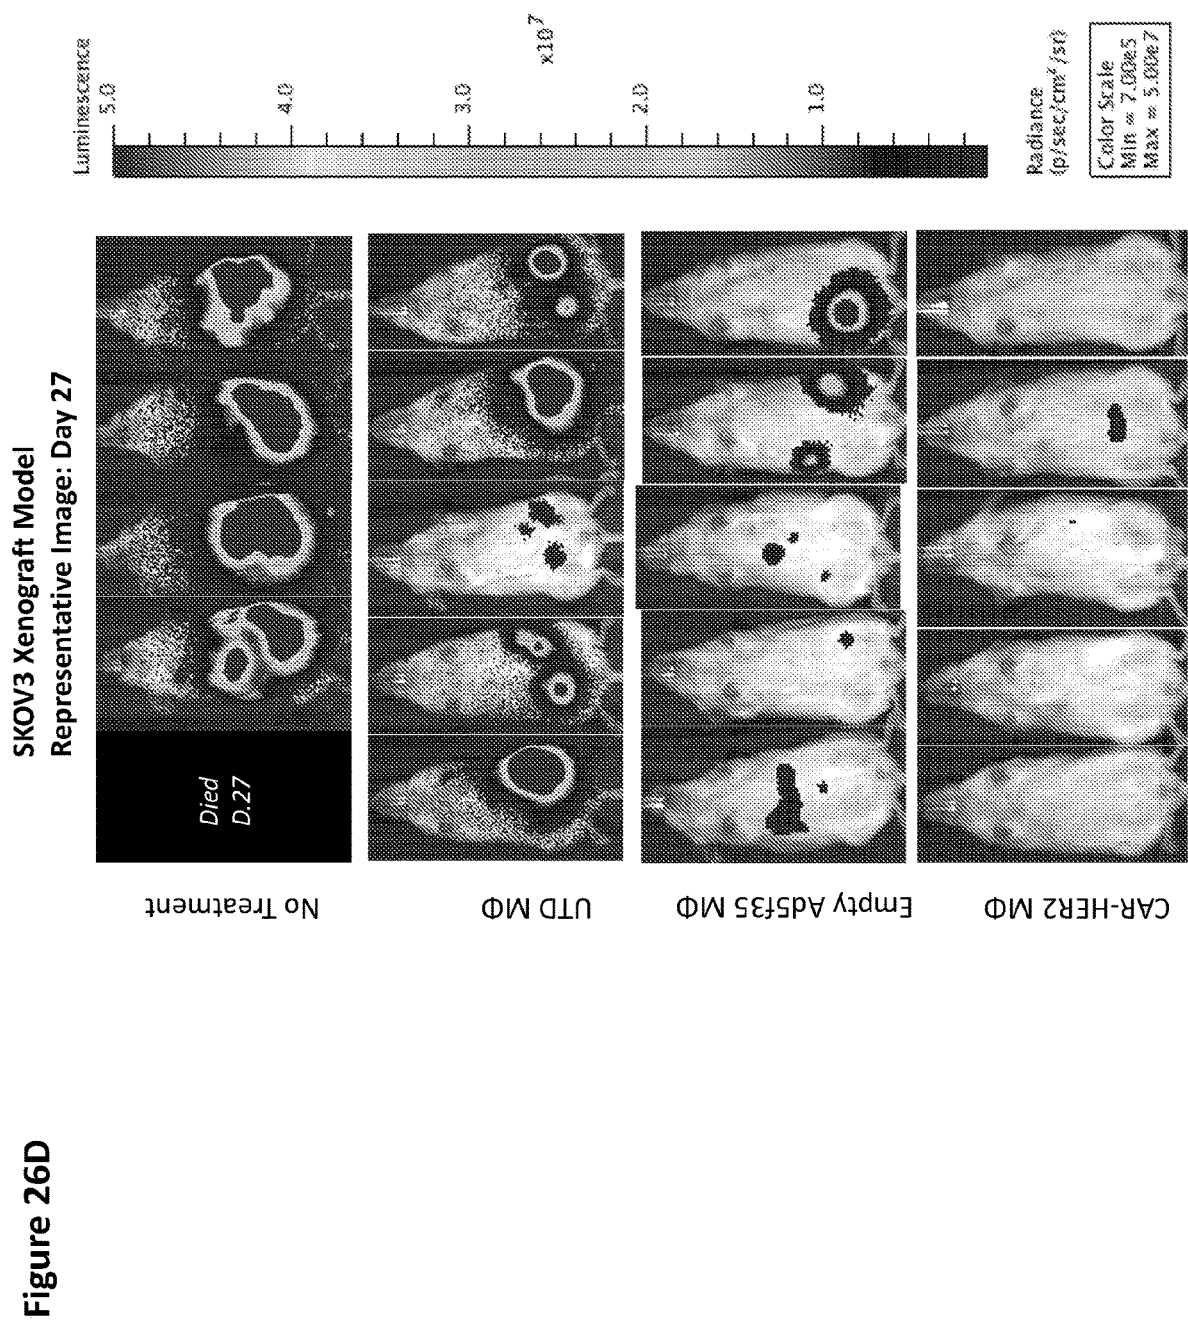 Figure 26D
SKOV3 Xenograft Model
Representative Image: Day 27
No Treatment
UTD MΦ
Empty Ad5f35 MΦ
CAR-HER2 MΦ
Died
D.27
Luminescence
5.0
4.0
3.0
x10⁷
2.0
1.0
Radiance
(p/sec/cm²/sr)
Color Scale
Min = 7.00e5
Max = 5.00e7